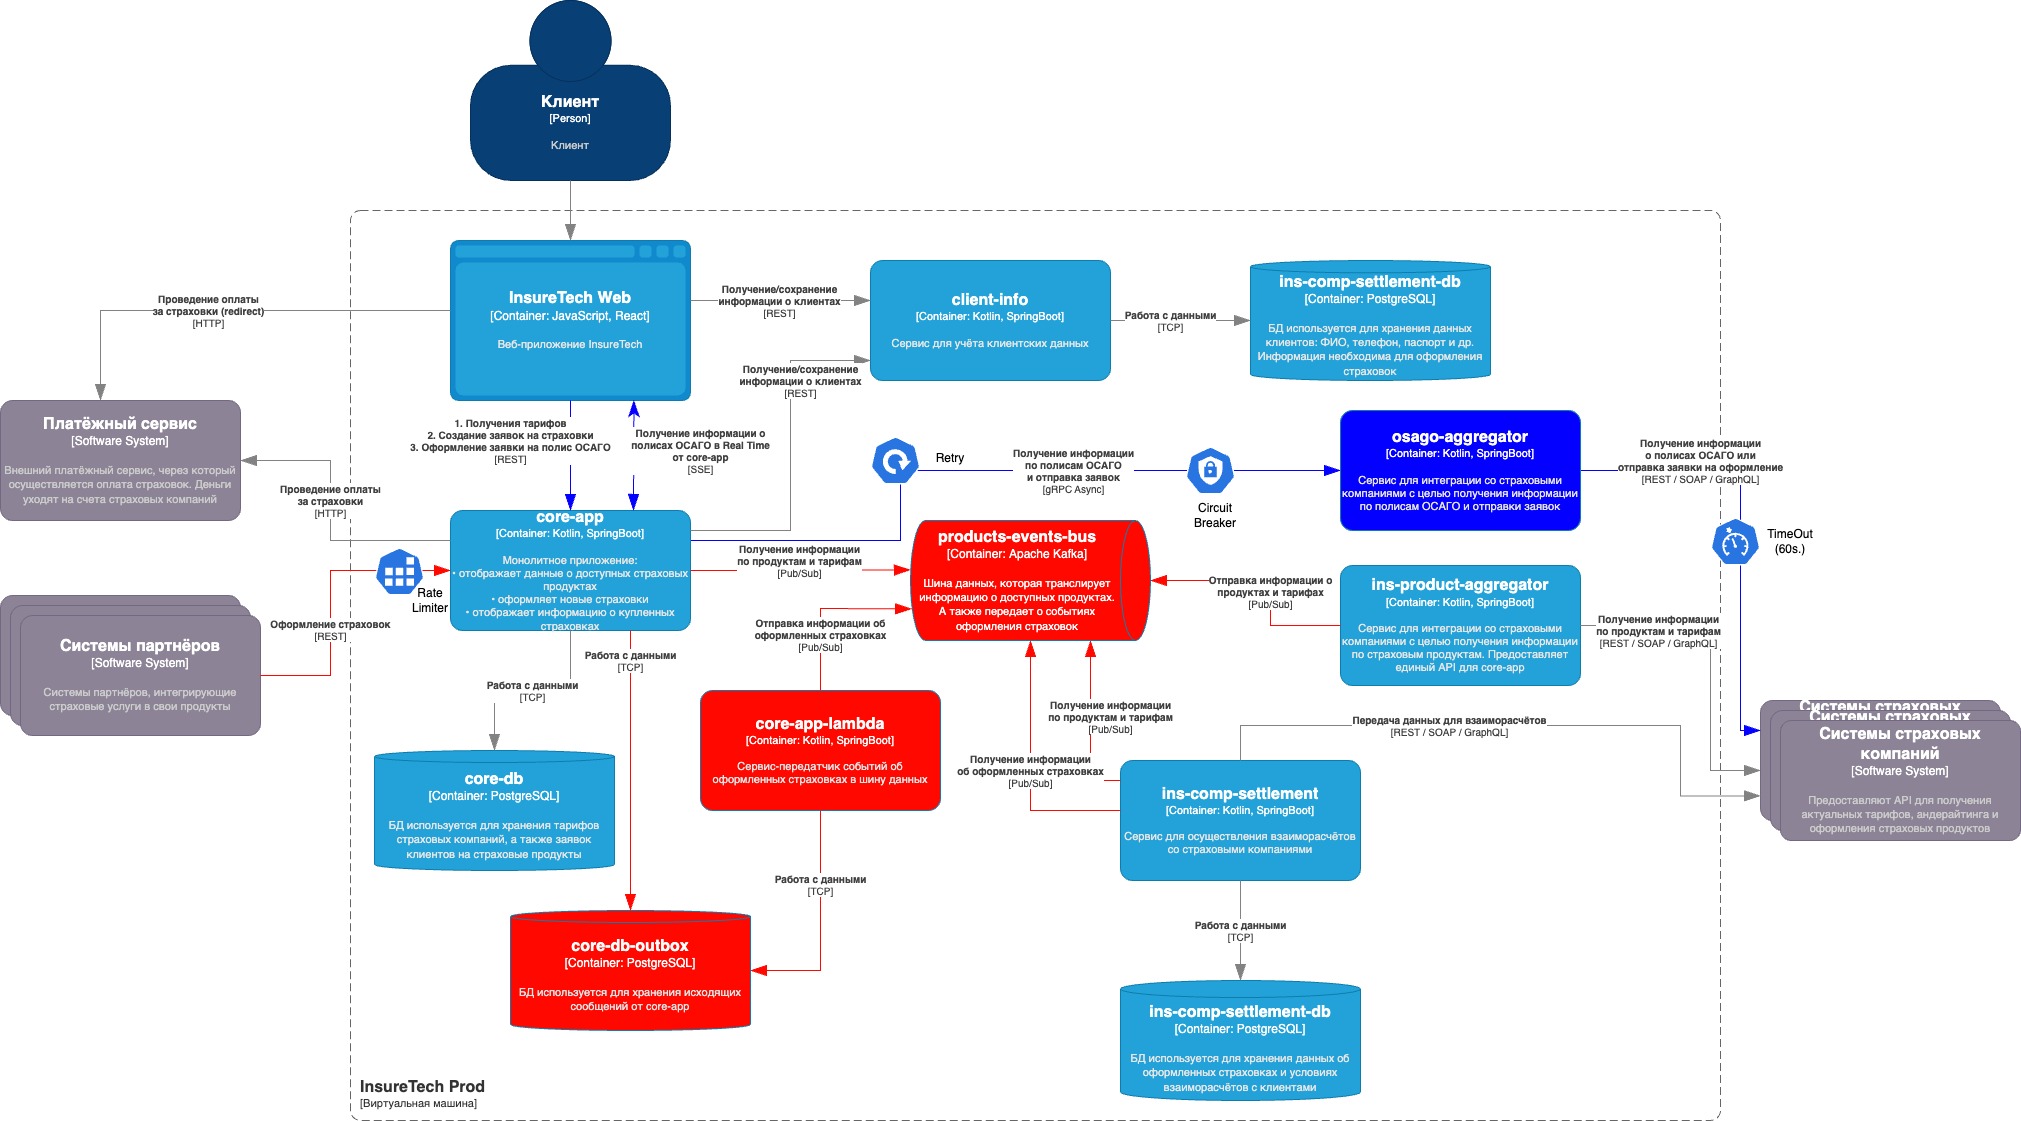 Клиент
[Person]
Клиент
InsureTech Web
[Container: JavaScript, React]
Веб-приложение InsureTech
Получение/сохранение
информации о клиентах
[REST]
client-info
[Container: Kotlin, SpringBoot]
Сервис для учёта клиентских данных
Работа с данными
[TCP]
ins-comp-settlement-db
[Container: PostgreSQL]
БД используется для хранения данных
клиентов: ФИО, телефон, паспорт и др.
Информация необходима для оформления
страховок
Проведение оплаты
за страховки (redirect)
[HTTP]
Получение/сохранение
информации о клиентах
[REST]
Платёжный сервис
[Software System]
Внешний платёжный сервис, через который
осуществляется оплата страховок. Деньги
уходят на счета страховых компаний
1. Получения тарифов
2. Создание заявок на страховки
3. Оформление заявки на полис ОСАГО
[REST]
Получение информации о
полисах ОСАГО в Real Time
от core-app
[SSE]
Retry
Получение информации
по полисам ОСАГО
и отправка заявок
[gRPC Async]
Circuit
Breaker
osago-aggregator
[Container: Kotlin, SpringBoot]
Сервис для интеграции со страховыми
компаниями с целью получения информации
по полисам ОСАГО и отправки заявок
Получение информации
о полисах ОСАГО или
отправка заявки на оформление
[REST / SOAP / GraphQL]
TimeOut
(60s.)
Проведение оплаты
за страховки
[HTTP]
core-app
[Container: Kotlin, SpringBoot]
Монолитное приложение:
• отображает данные о доступных страховых
продуктах
• оформляет новые страховки
• отображает информацию о купленных
страховках
Rate
Limiter
Получение информации
по продуктам и тарифам
[Pub/Sub]
products-events-bus
[Container: Apache Kafka]
Шина данных, которая транслирует
информацию о доступных продуктах.
А также передает о событиях
оформления страховок
Отправка информации о
продуктах и тарифах
[Pub/Sub]
ins-product-aggregator
[Container: Kotlin, SpringBoot]
Сервис для интеграции со страховыми
компаниями с целью получения информации
по страховым продуктам. Предоставляет
единый API для core-app
Получение информации
по продуктам и тарифам
[REST / SOAP / GraphQL]
Оформление страховок
[REST]
Системы партнёров
[Software System]
Системы партнёров, интегрирующие
страховые услуги в свои продукты
Отправка информации об
оформленных страховках
[Pub/Sub]
Работа с данными
[TCP]
Работа с данными
[TCP]
core-app-lambda
[Container: Kotlin, SpringBoot]
Сервис-передатчик событий об
оформленных страховках в шину данных
Получение информации
по продуктам и тарифам
[Pub/Sub]
Получение информации
об оформленных страховках
[Pub/Sub]
Передача данных для взаиморасчётов
[REST / SOAP / GraphQL]
Системы страховых
Системы страховых
Системы страховых
компаний
[Software System]
Предоставляют API для получения
актуальных тарифов, андерайтинга и
оформления страховых продуктов
core-db
[Container: PostgreSQL]
БД используется для хранения тарифов
страховых компаний, а также заявок
клиентов на страховые продукты
ins-comp-settlement
[Container: Kotlin, SpringBoot]
Сервис для осуществления взаиморасчётов
со страховыми компаниями
Работа с данными
[TCP]
core-db-outbox
[Container: PostgreSQL]
БД используется для хранения исходящих
сообщений от core-app
Работа с данными
[TCP]
ins-comp-settlement-db
[Container: PostgreSQL]
БД используется для хранения данных об
оформленных страховках и условиях
взаиморасчётов с клиентами
InsureTech Prod
[Виртуальная машина]